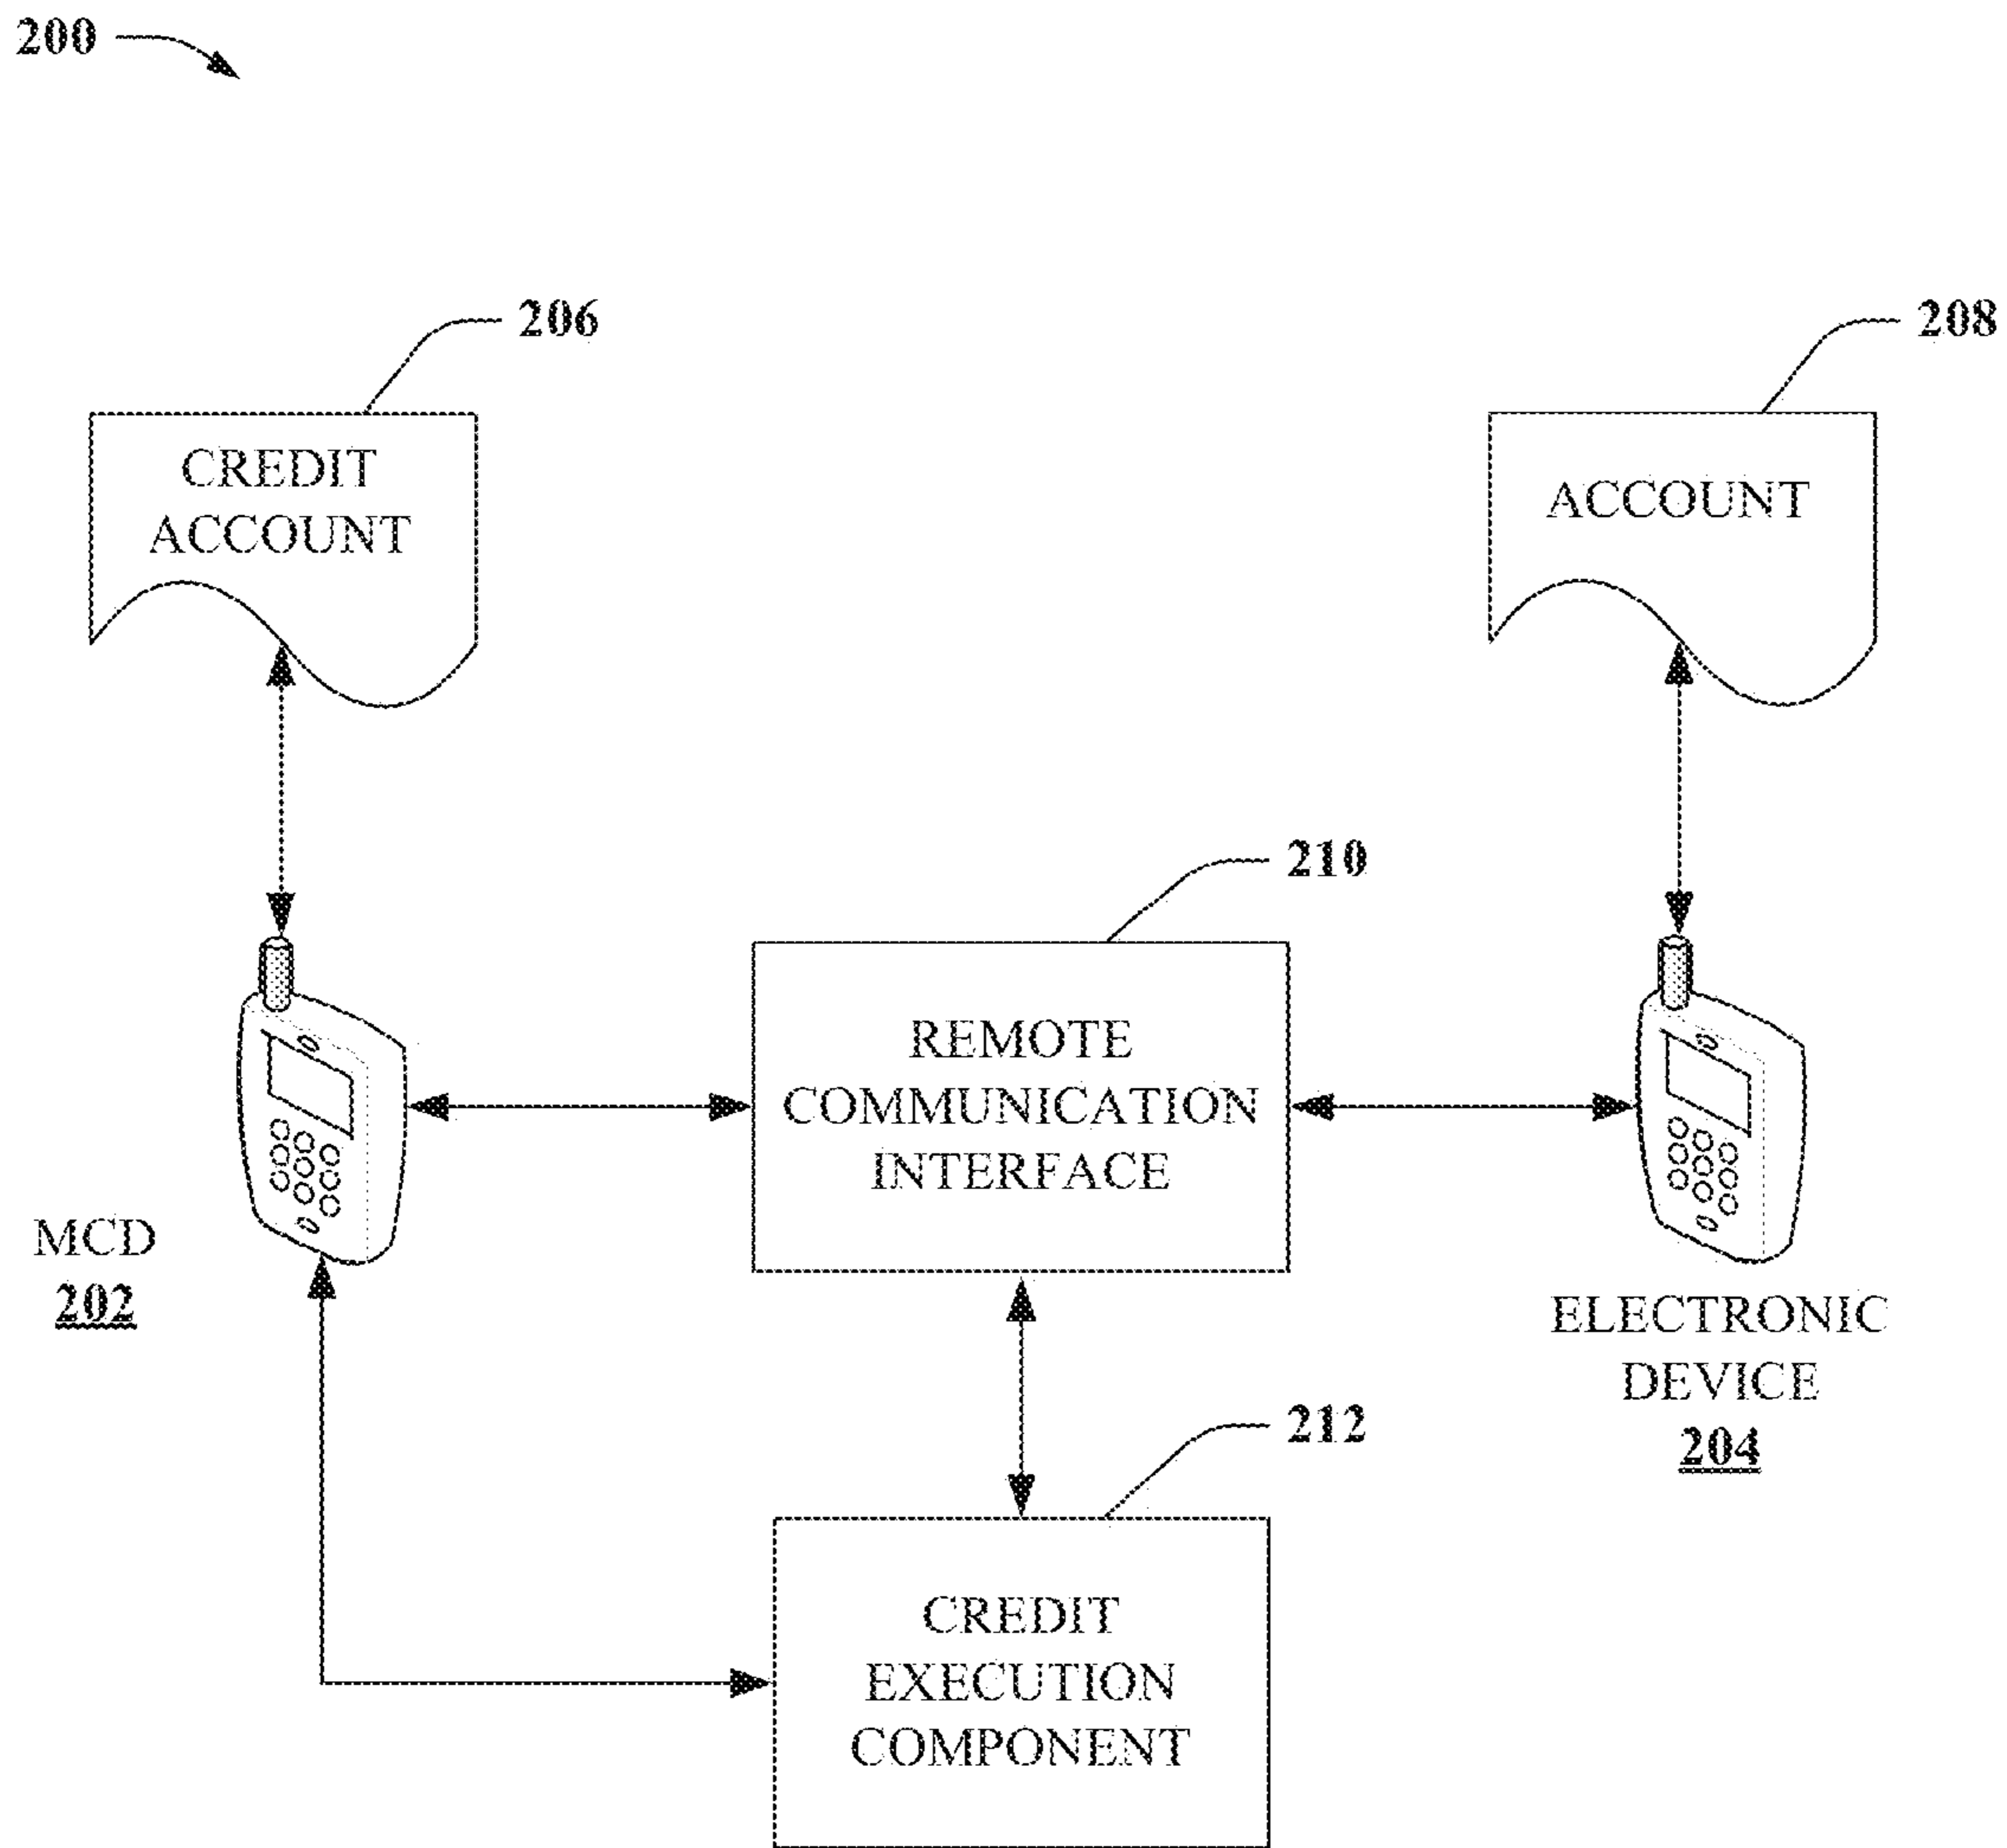 200
206
208
CREDIT
ACCOUNT
ACCOUNT
210
REMOTE
COMMUNICATION
INTERFACE
MCD
202
ELECTRONIC
DEVICE
204
212
CREDIT
EXECUTION
COMPONENT